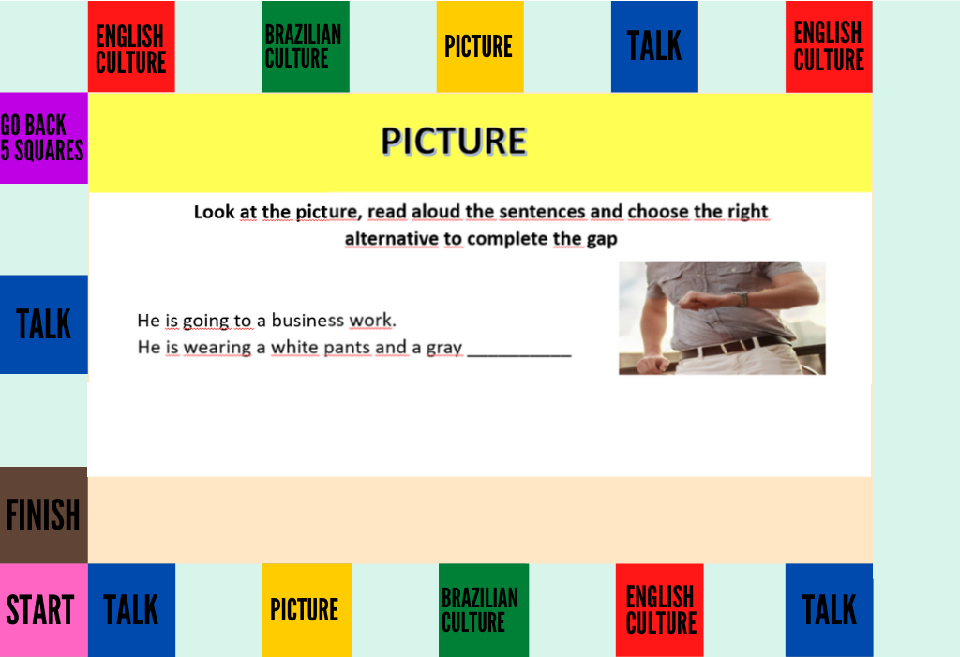 ENGLISH
CULTURE
BRAZILIAN
CULTURE
PICTURE
TALK
ENGLISH
CULTURE
GO BACK
5 SQUARES
PICTURE
Look at the picture, read aloud the sentences and choose the right
alternative to complete the gap
He is going to a business work.
He is wearing a white pants and a gray ___________
TALK
FINISH
START
TALK
PICTURE
BRAZILIAN
CULTURE
ENGLISH
CULTURE
TALK